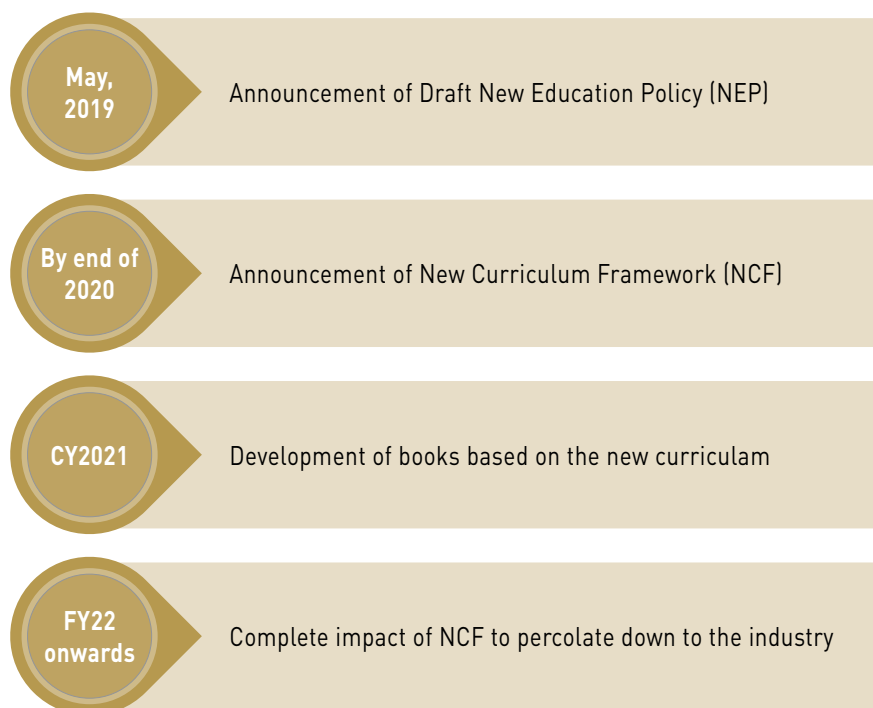 May,
2019
Announcement of Draft New Education Policy (NEP)
By end of
2020
Announcement of New Curriculum Framework (NCF)
CY2021
Development of books based on the new curriculam
FY22
onwards
Complete impact of NCF to percolate down to the industry